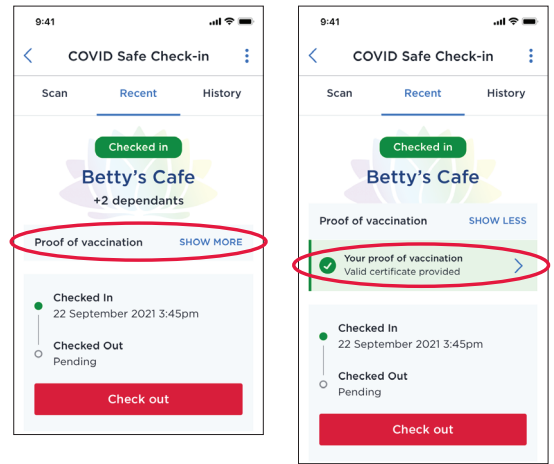 9:41
COVID Safe Check-in
Scan Recent History
Checked in
Betty's Cafe
+2 dependants
Proof of vaccination SHOW MORE
Checked In
22 September 2021 3:45pm
Checked Out
Pending
Check out
9:41
COVID Safe Check-in
Scan Recent History
Checked in
Betty's Cafe
Proof of vaccination SHOW LESS
Your proof of vaccination
Valid certificate provided
Checked In
22 September 2021 3:45pm
Checked Out
Pending
Check out